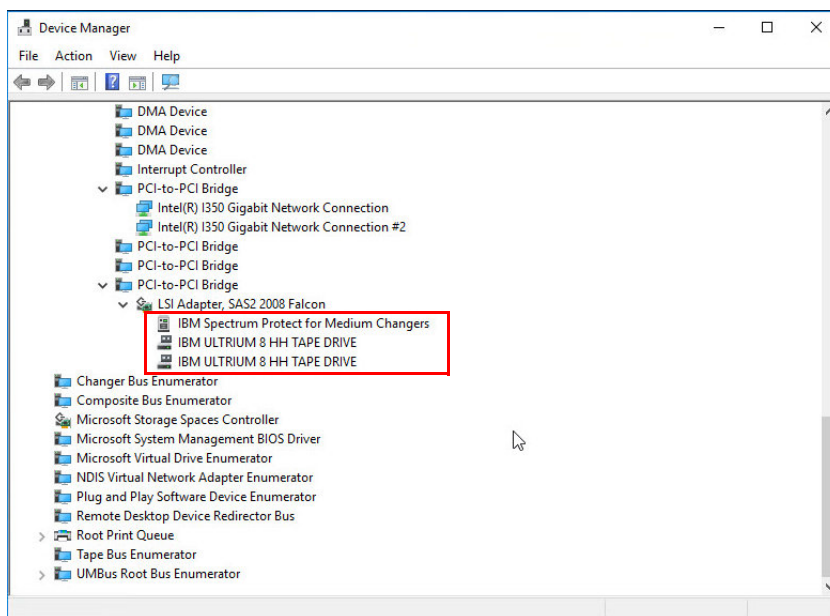 Device Manager
File Action View Help
DMA Device
DMA Device
DMA Device
Interrupt Controller
PCI-to-PCI Bridge
Intel(R) I350 Gigabit Network Connection
Intel(R) I350 Gigabit Network Connection #2
PCI-to-PCI Bridge
PCI-to-PCI Bridge
PCI-to-PCI Bridge
LSI Adapter, SAS2 2008 Falcon
IBM Spectrum Protect for Medium Changers
IBM ULTRIUM 8 HH TAPE DRIVE
IBM ULTRIUM 8 HH TAPE DRIVE
Changer Bus Enumerator
Composite Bus Enumerator
Microsoft Storage Spaces Controller
Microsoft System Management BIOS Driver
Microsoft Virtual Drive Enumerator
NDIS Virtual Network Adapter Enumerator
Plug and Play Software Device Enumerator
Remote Desktop Device Redirector Bus
Root Print Queue
Tape Bus Enumerator
UMBus Root Bus Enumerator